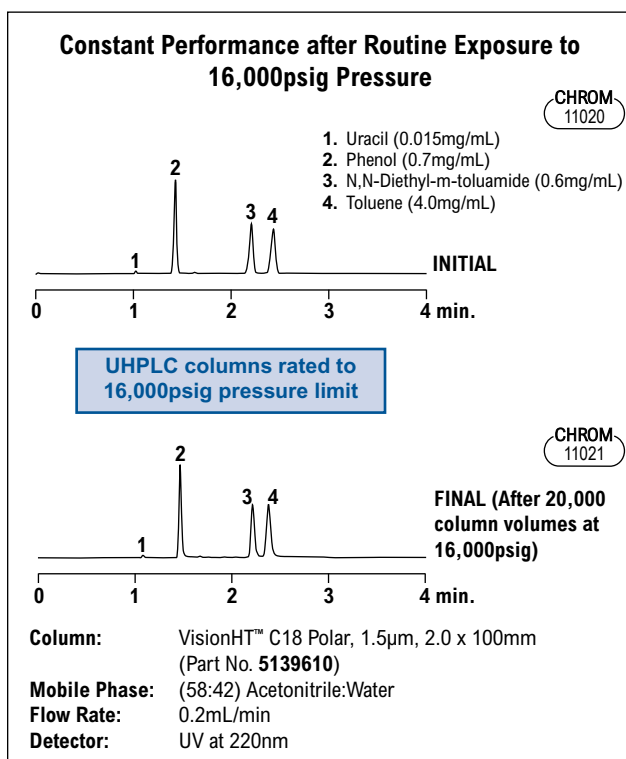 Constant Performance after Routine Exposure to
16,000psig Pressure
CHROM
11020
1. Uracil (0.015mg/mL)
2. Phenol (0.7mg/mL)
3. N,N-Diethyl-m-toluamide (0.6mg/mL)
4. Toluene (4.0mg/mL)
2
3 4
1
INITIAL
0 1 2 3 4 min.
UHPLC columns rated to
16,000psig pressure limit
CHROM
11021
2
3 4
1
FINAL (After 20,000
column volumes at
16,000psig)
0 1 2 3 4 min.
Column: VisionHT™ C18 Polar, 1.5µm, 2.0 x 100mm
(Part No. 5139610)
Mobile Phase: (58:42) Acetonitrile:Water
Flow Rate: 0.2mL/min
Detector: UV at 220nm